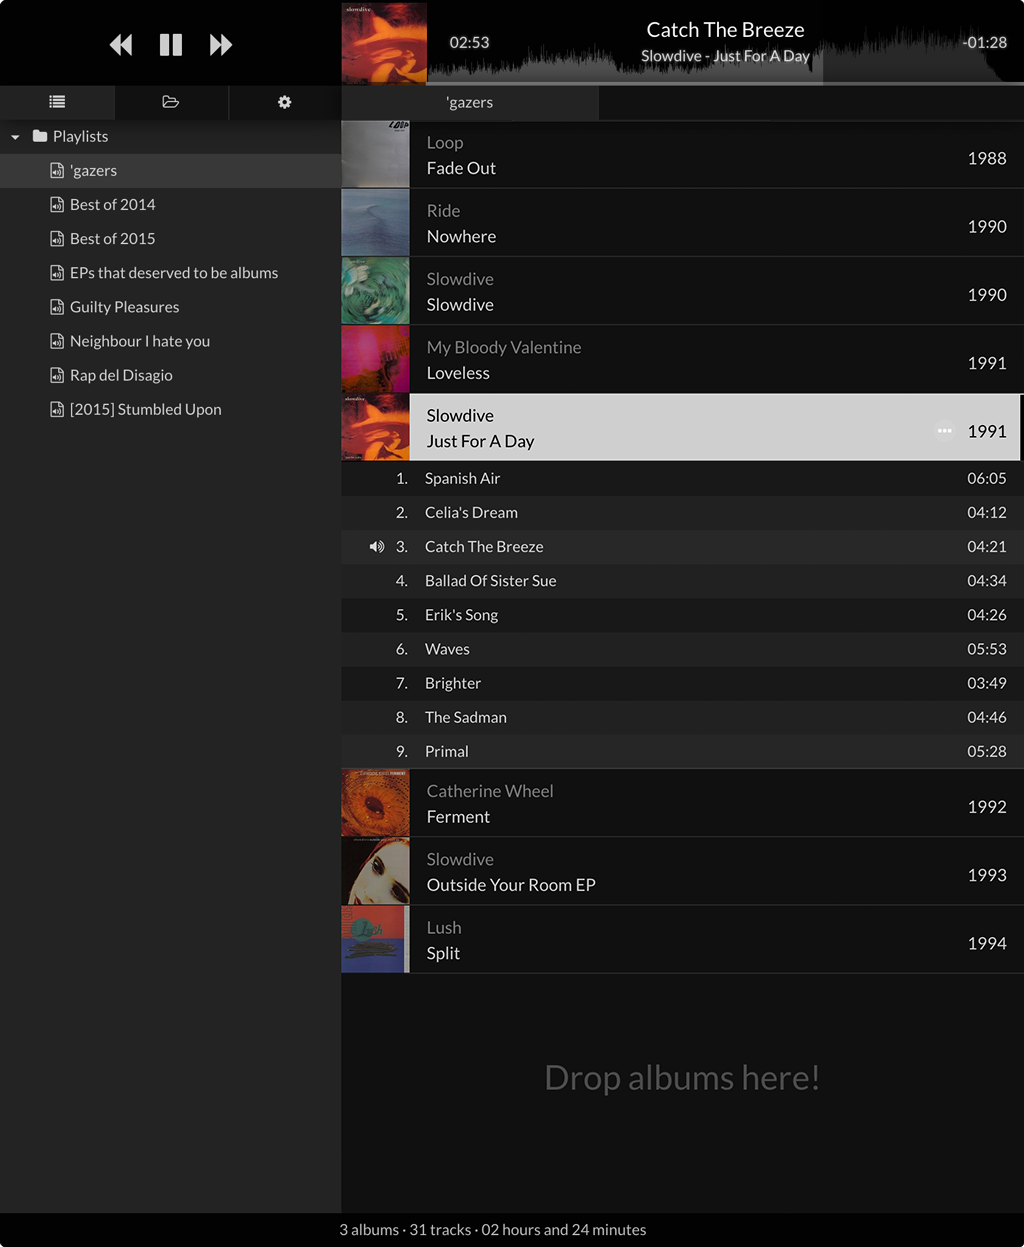 02:53
Catch The Breeze
Slowdive - Just For A Day
-01:28
'gazers
Playlists
'gazers
Best of 2014
Best of 2015
EPs that deserved to be albums
Guilty Pleasures
Neighbour I hate you
Rap del Disagio
[2015] Stumbled Upon
LOOP
Loop
Fade Out
1988
Ride
Nowhere
1990
Slowdive
Slowdive
1990
My Bloody Valentine
Loveless
1991
slowdive
Slowdive
Just For A Day
1991
1. Spanish Air 06:05
2. Celia's Dream 04:12
3. Catch The Breeze 04:21
4. Ballad Of Sister Sue 04:34
5. Erik's Song 04:26
6. Waves 05:53
7. Brighter 03:49
8. The Sadman 04:46
9. Primal 05:28
Catherine Wheel
Ferment
1992
Slowdive
Outside Your Room EP
1993
Lush
Lush
Split
1994
Drop albums here!
3 albums · 31 tracks · 02 hours and 24 minutes